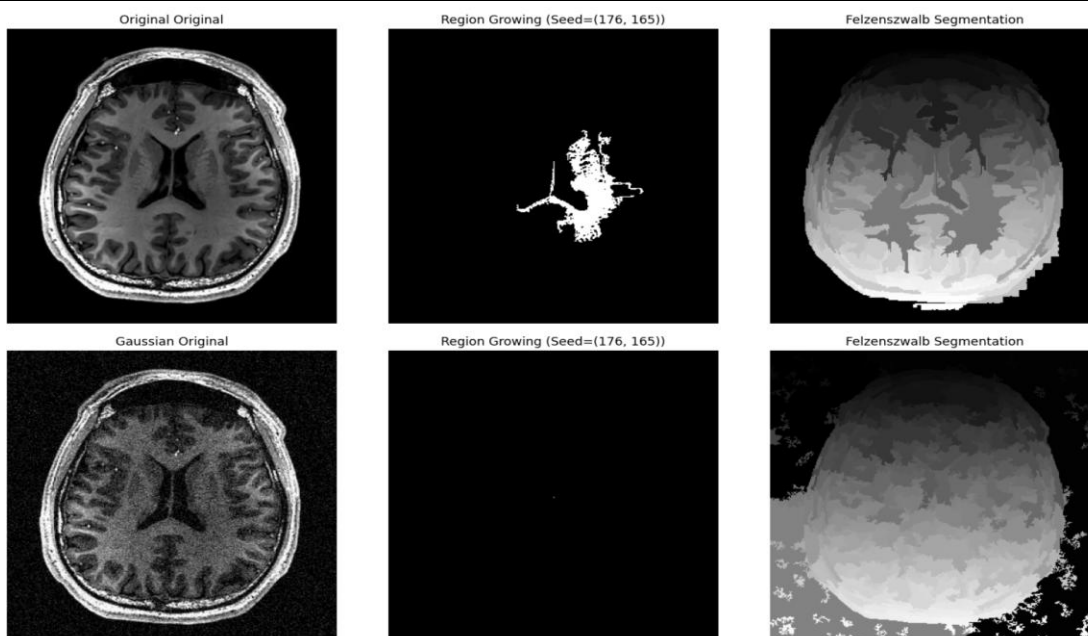 Original Original
Region Growing (Seed=(176, 165))
Felzenszwalb Segmentation
Gaussian Original
Region Growing (Seed=(176, 165))
Felzenszwalb Segmentation